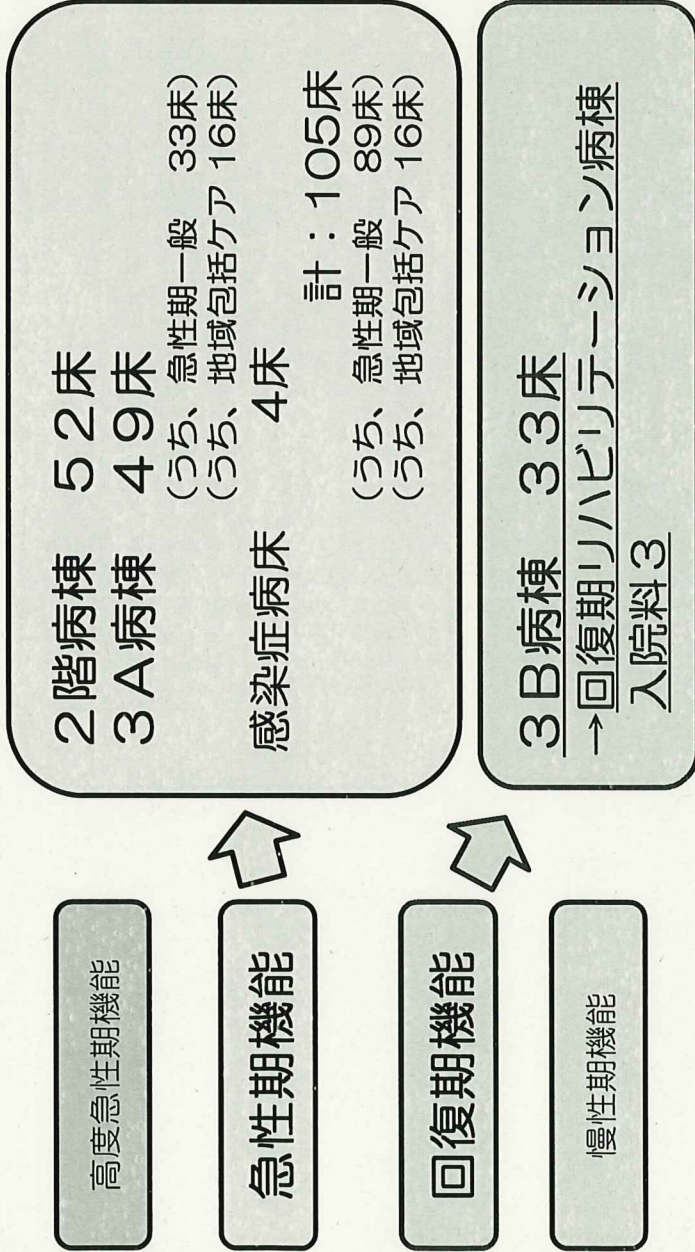 高度急性期機能
急性期機能
回復期機能
慢性期機能
2階病棟 52床
3A病棟 49床
(うち、急性期一般 33床)
(うち、地域包括ケア 16床)
感染症病床 4床
計:105床
(うち、急性期一般 89床)
(うち、地域包括ケア 16床)
3B病棟 33床
→回復期リハビリテーション病棟
入院料3